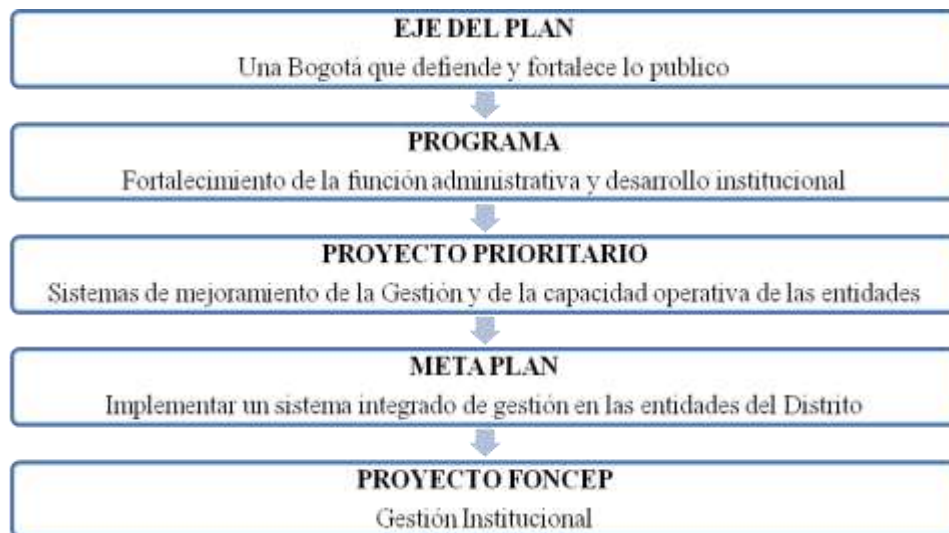 EJE DEL PLAN
Una Bogotá que defiende y fortalece lo publico
PROGRAMA
Fortalecimiento de la función administrativa y desarrollo institucional
PROYECTO PRIORITARIO
Sistemas de mejoramiento de la Gestión y de la capacidad operativa de las entidades
META PLAN
Implementar un sistema integrado de gestión en las entidades del Distrito
PROYECTO FONCEP
Gestión Institucional